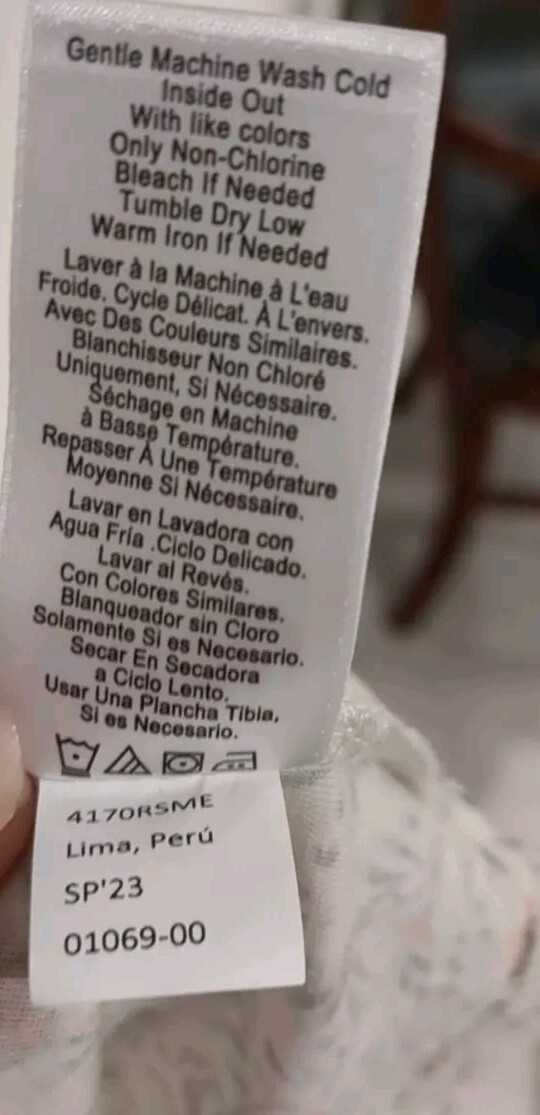 Gentle Machine Wash Cold
Inside Out
With like colors
Only Non-Chlorine
Bleach If Needed
Tumble Dry Low
Warm Iron If Needed
Laver à la Machine à L'eau
Froide. Cycle Délicat. À L'envers.
Avec Des Couleurs Similaires.
Blanchisseur Non Chloré
Uniquement, Si Nécessaire.
Séchage en Machine
à Basse Température.
Repasser À Une Température
Moyenne Si Nécessaire.
Lavar en Lavadora con
Agua Fría .Ciclo Delicado.
Lavar al Revés.
Con Colores Similares.
Blanqueador sin Cloro
Solamente Si es Necesario.
Secar En Secadora
a Ciclo Lento.
Usar Una Plancha Tibia.
Si es Necesario.
4170RSME
Lima, Perú
SP'23
01069-00